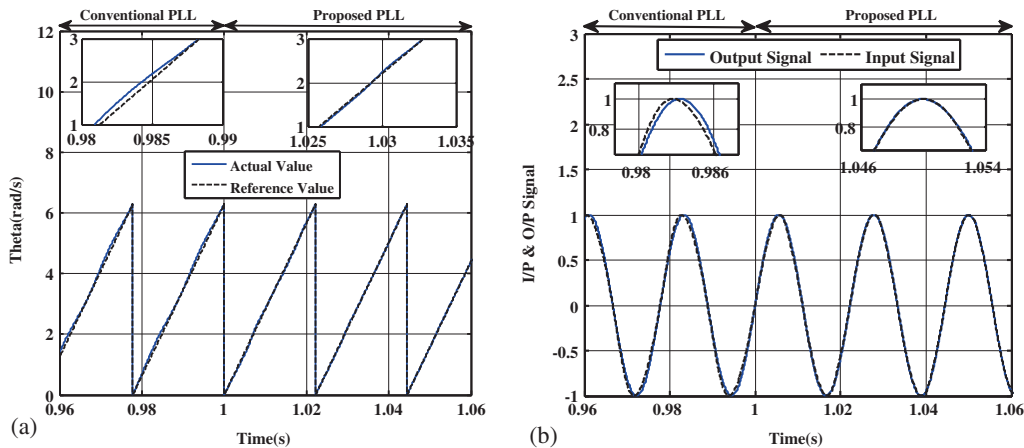 Conventional PLL Proposed PLL
12
10
8
6
4
2
0
0.96 0.98 1 1.02 1.04 1.06
Theta(rad/s)
Time(s)
3
2
1
0.98 0.985 0.99
3
2
1
1.025 1.03 1.035
Actual Value
Reference Value
(a)
Conventional PLL Proposed PLL
3
2.5
2
1.5
1
0.5
0
-0.5
-1
0.96 0.98 1 1.02 1.04 1.06
I/P & O/P Signal
Time(s)
Output Signal Input Signal
1
0.8
0.98 0.986
1
0.8
1.046 1.054
(b)